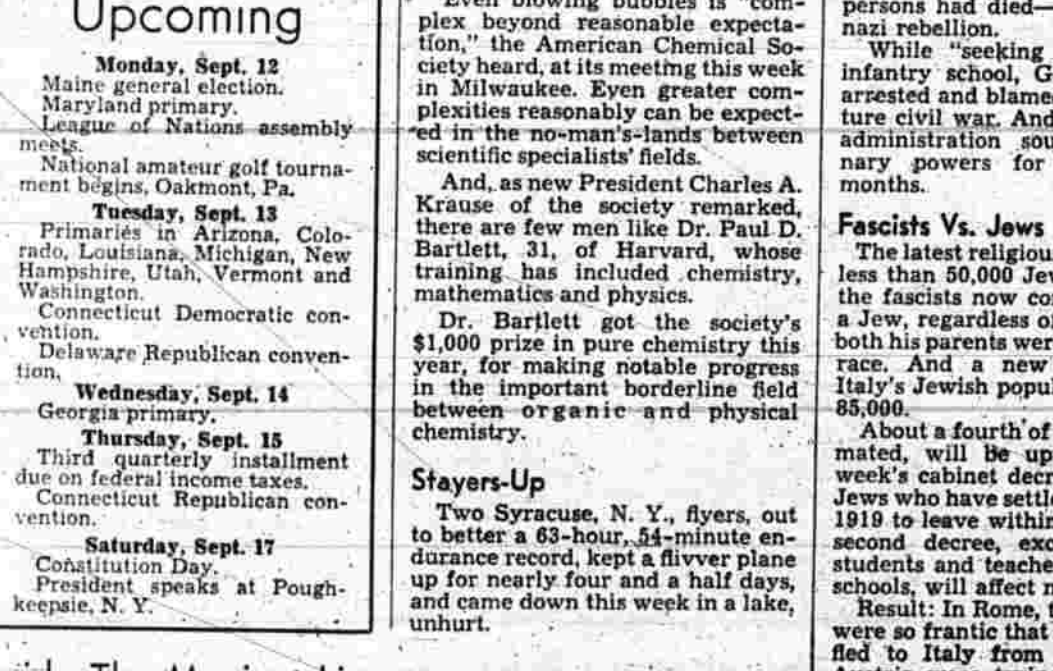 Upcoming
Monday, Sept. 12
Maine general election.
Maryland primary.
League of Nations assembly
meets.
National amateur golf tourna-
ment begins, Oakmont, Pa.
Tuesday, Sept. 13
Primaries in Arizona, Colo-
rado, Louisiana, Michigan, New
Hampshire, Utah, Vermont and
Washington.
Connecticut Democratic con-
vention.
Delaware Republican conven-
tion,
Wednesday, Sept. 14
Georgia primary.
Thursday, Sept. 15
Third quarterly installment
due on federal income taxes.
Connecticut Republican con-
vention.
Saturday, Sept. 17
Constitution Day.
President speaks at Pough-
keepsie, N. Y.
Even blowing bubbles is "com-
plex beyond reasonable expecta-
tion," the American Chemical So-
ciety heard, at its meeting this week
in Milwaukee. Even greater com-
plexities reasonably can be expect-
ed in the no-man's-lands between
scientific specialists' fields.
And, as new President Charles A.
Krause of the society remarked,
there are few men like Dr. Paul D.
Bartlett, 31, of Harvard, whose
training has included chemistry,
mathematics and physics.
Dr. Bartlett got the society's
$1,000 prize in pure chemistry this
year, for making notable progress
in the important borderline field
between organic and physical
chemistry.
Stayers-Up
Two Syracuse, N. Y., flyers, out
to better a 63-hour, 54-minute en-
durance record, kept a flivver plane
up for nearly four and a half days,
and came down this week in a lake,
unhurt.
persons had died—
nazi rebellion.
While "seeking
infantry school, G
arrested and blame
ture civil war. And
administration sou
nary powers for
months.
Fascists Vs. Jews
The latest religiou
less than 50,000 Jew
the fascists now co
a Jew, regardless o
both his parents wer
race. And a new
Italy's Jewish popul
85,000.
About a fourth of
mated, will be up
week's cabinet decr
Jews who have settl
1919 to leave within
second decree, exc
students and teache
schools, will affect
Result: In Rome,
were so frantic that
fled to Italy from